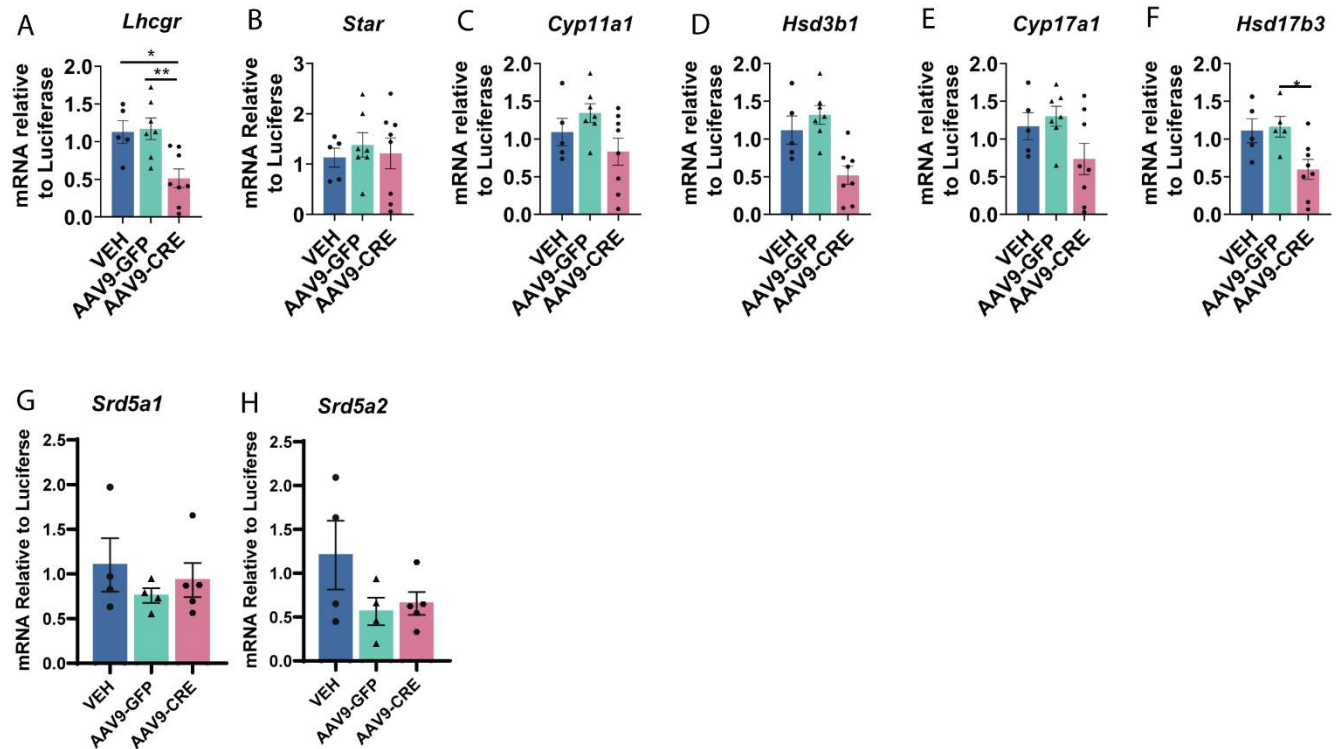 A
Lhcgr
mRNA relative
to Luciferase
1.5
1.0
0.5
0.0
*
**
VEH
AAV9-GFP
AAV9-CRE
B
Star
mRNA Relative
to Luciferse
3
2
1
0
VEH
AAV9-GFP
AAV9-CRE
C
Cyp11a1
mRNA relative
to Luciferase
2.0
1.5
1.0
0.5
0.0
VEH
AAV9-GFP
AAV9-CRE
D
Hsd3b1
mRNA relative
to Luciferase
2.0
1.5
1.0
0.5
0.0
VEH
AAV9-GFP
AAV9-CRE
E
Cyp17a1
mRNA relative
to Luciferase
2.0
1.5
1.0
0.5
0.0
VEH
AAV9-GFP
AAV9-CRE
F
Hsd17b3
mRNA relative
to Luciferase
2.0
1.5
1.0
0.5
0.0
*
VEH
AAV9-GFP
AAV9-CRE
G
Srd5a1
mRNA Relative to Luciferse
2.5
2.0
1.5
1.0
0.5
0.0
VEH
AAV9-GFP
AAV9-CRE
H
Srd5a2
mRNA Relative to Luciferse
2.5
2.0
1.5
1.0
0.5
0.0
VEH
AAV9-GFP
AAV9-CRE